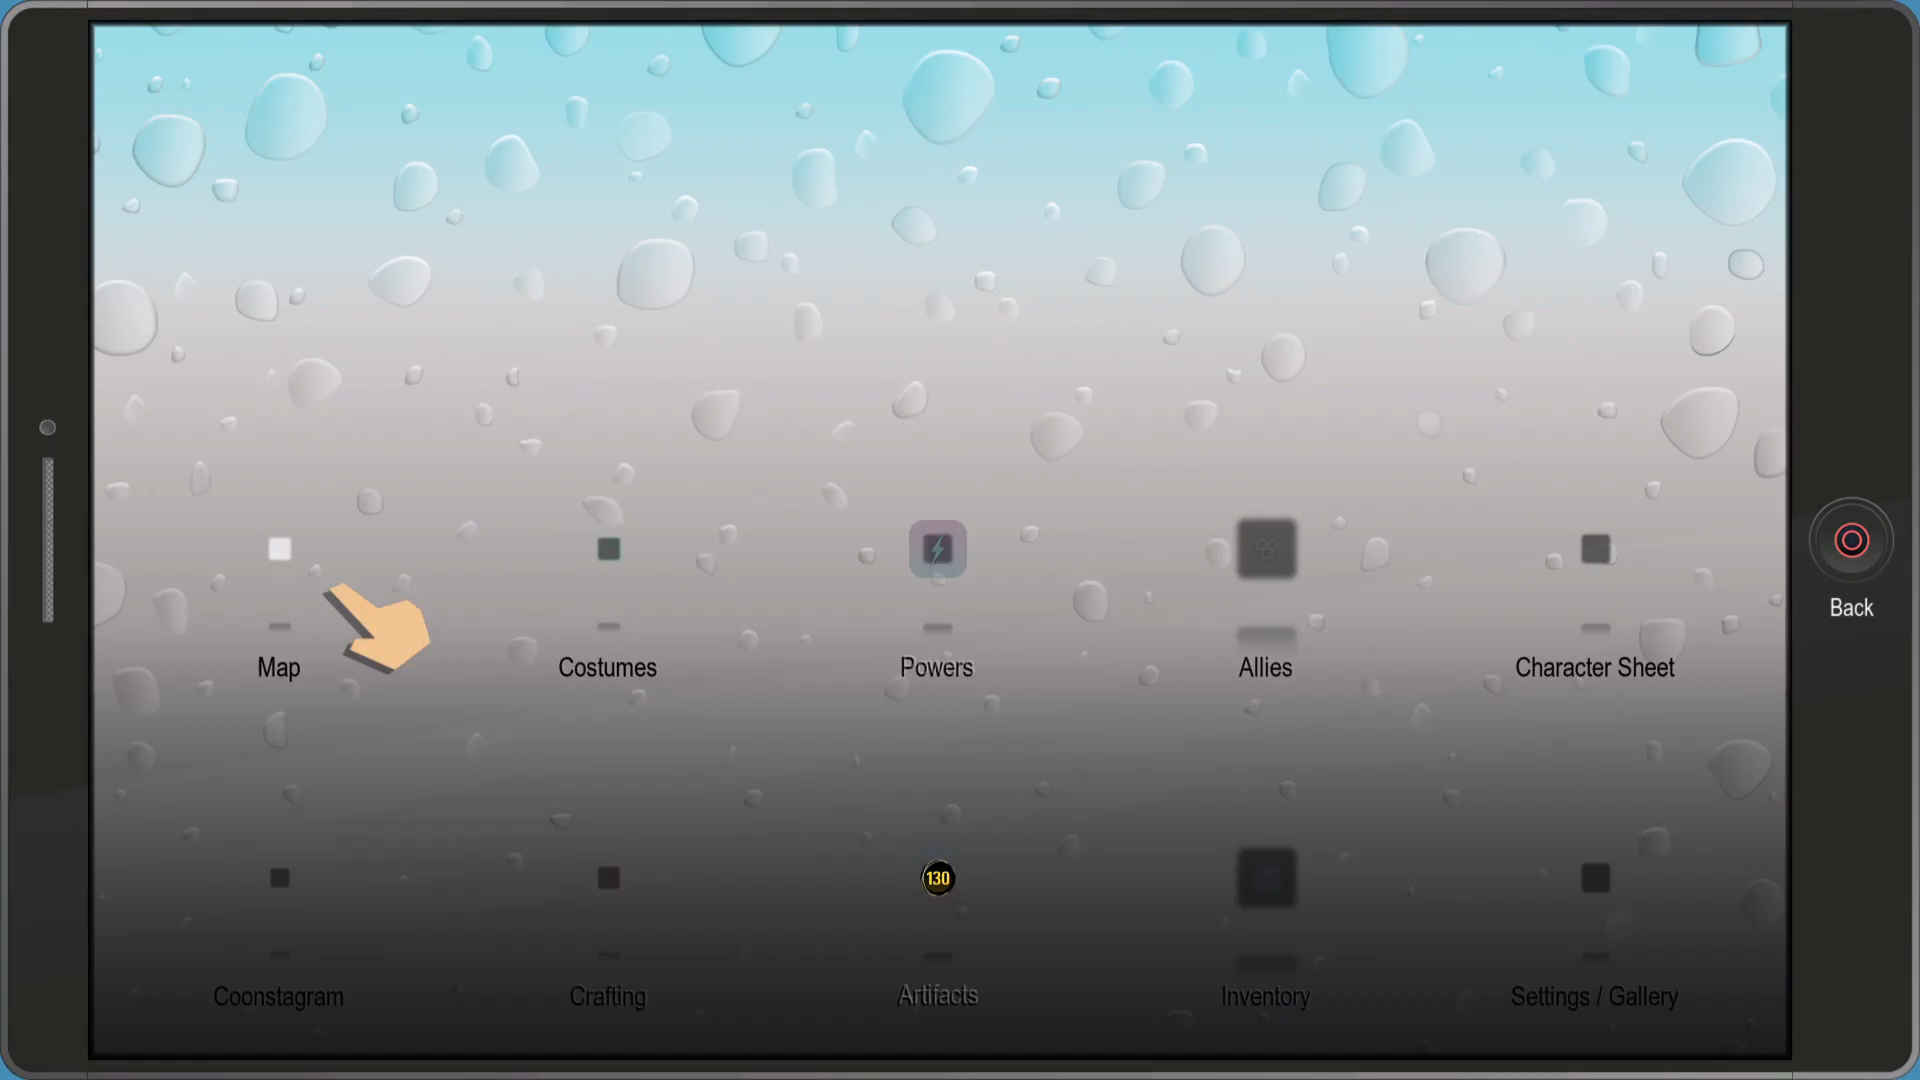 Back
Map
Costumes
Powers
Allies
Character Sheet
130
Coonstagram
Crafting
Artifacts
Inventory
Settings / Gallery